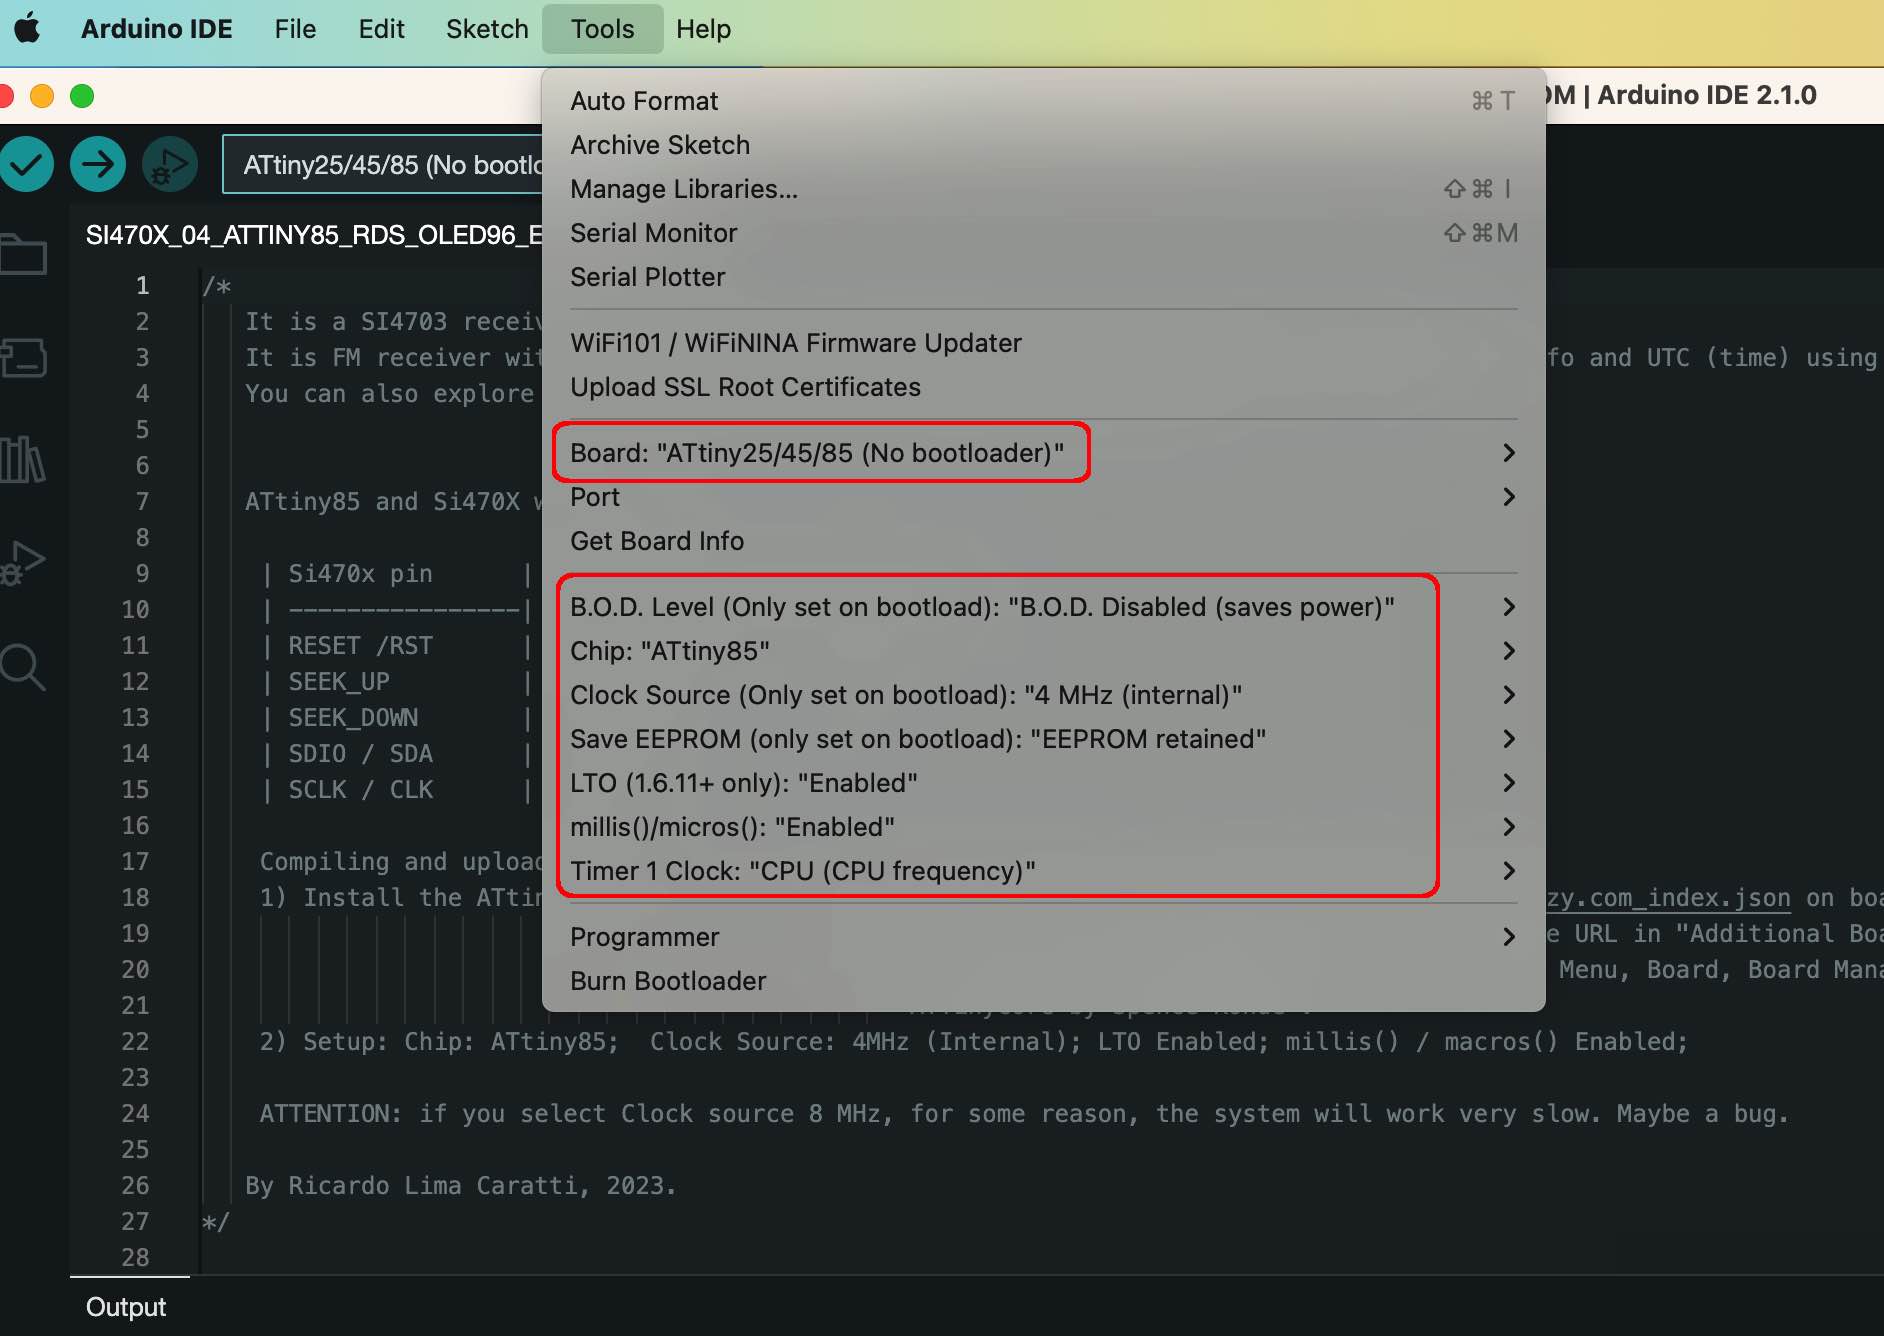 Arduino IDE File Edit Sketch Tools Help
OM | Arduino IDE 2.1.0
Auto Format ⌘ T
Archive Sketch
Manage Libraries... ⇧ ⌘ I
Serial Monitor ⇧ ⌘ M
Serial Plotter
WiFi101 / WiFiNINA Firmware Updater
Upload SSL Root Certificates
Board: "ATtiny25/45/85 (No bootloader)"
Port
Get Board Info
B.O.D. Level (Only set on bootload): "B.O.D. Disabled (saves power)"
Chip: "ATtiny85"
Clock Source (Only set on bootload): "4 MHz (internal)"
Save EEPROM (only set on bootload): "EEPROM retained"
LTO (1.6.11+ only): "Enabled"
millis()/micros(): "Enabled"
Timer 1 Clock: "CPU (CPU frequency)"
Programmer
Burn Bootloader
ATtiny25/45/85 (No bootlo
SI470X_04_ATTINY85_RDS_OLED96_E
1 /*
2 It is a SI4703 receiv
3 It is FM receiver wit fo and UTC (time) using
4 You can also explore
5
6
7 ATtiny85 and Si470X w
8
9 | Si470x pin |
10 | ----------------|
11 | RESET /RST |
12 | SEEK_UP |
13 | SEEK_DOWN |
14 | SDIO / SDA |
15 | SCLK / CLK |
16
17 Compiling and upload
18 1) Install the ATtin zy.com_index.json on boa
19 e URL in "Additional Boa
20 Menu, Board, Board Mana
21
22 2) Setup: Chip: ATtiny85; Clock Source: 4MHz (Internal); LTO Enabled; millis() / macros() Enabled;
23
24 ATTENTION: if you select Clock source 8 MHz, for some reason, the system will work very slow. Maybe a bug.
25
26 By Ricardo Lima Caratti, 2023.
27 */
28
Output